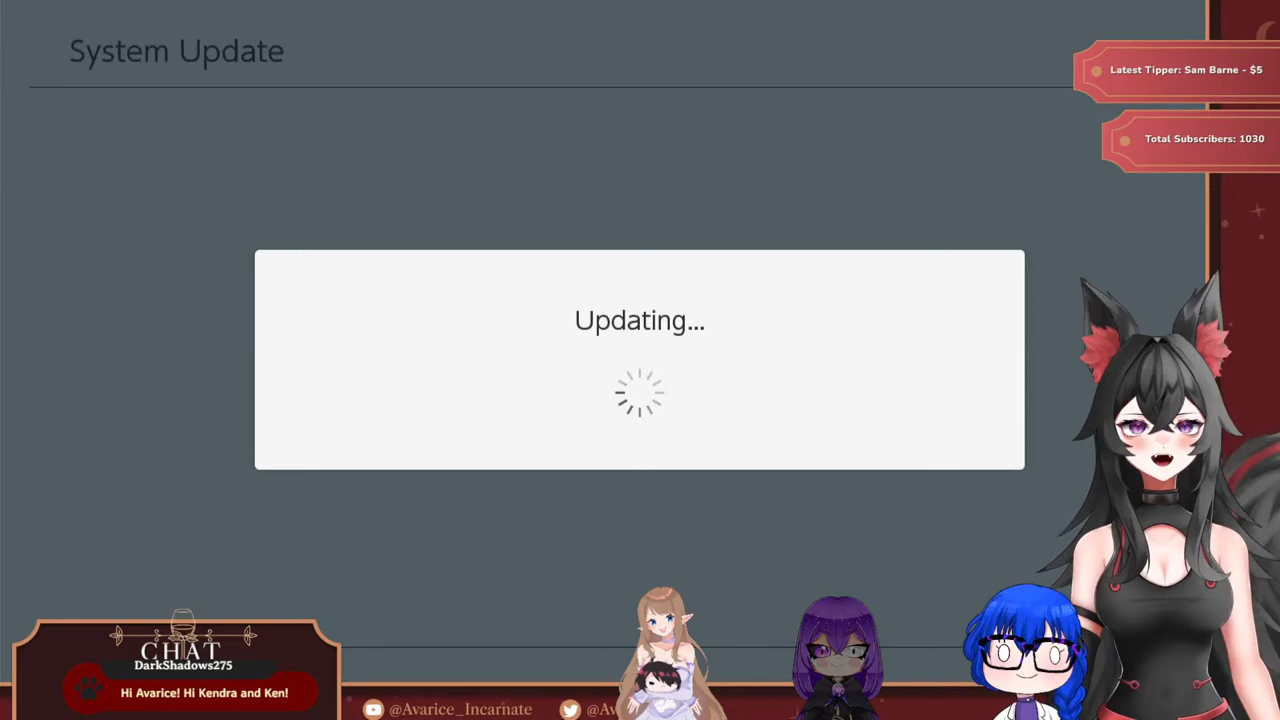 System Update
Latest Tipper: Sam Barne - $5
Total Subscribers: 1030
Updating...
CHAT
DarkShadows275
Hi Avarice! Hi Kendra and Ken!
@Avarice_Incarnate
@Av